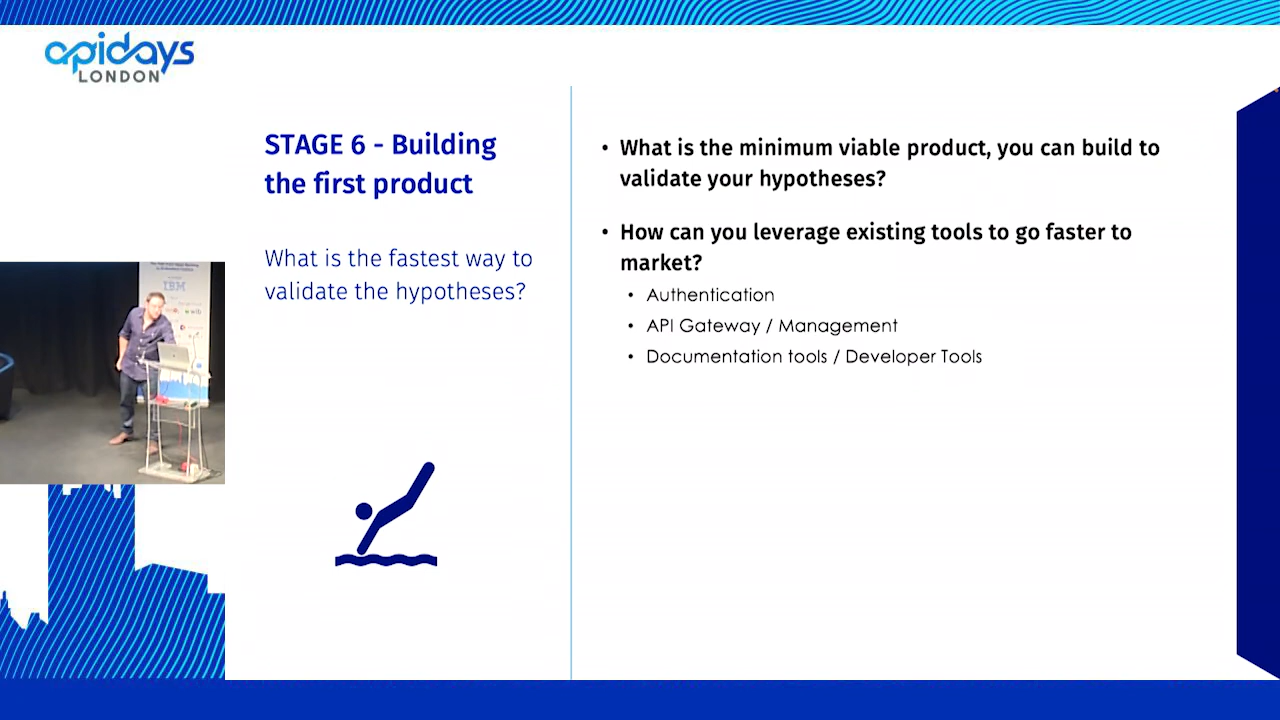 apidays
LONDON
STAGE 6 - Building
the first product
What is the fastest way to
validate the hypotheses?
• What is the minimum viable product, you can build to
validate your hypotheses?
• How can you leverage existing tools to go faster to
market?
• Authentication
• API Gateway / Management
• Documentation tools / Developer Tools
IBM